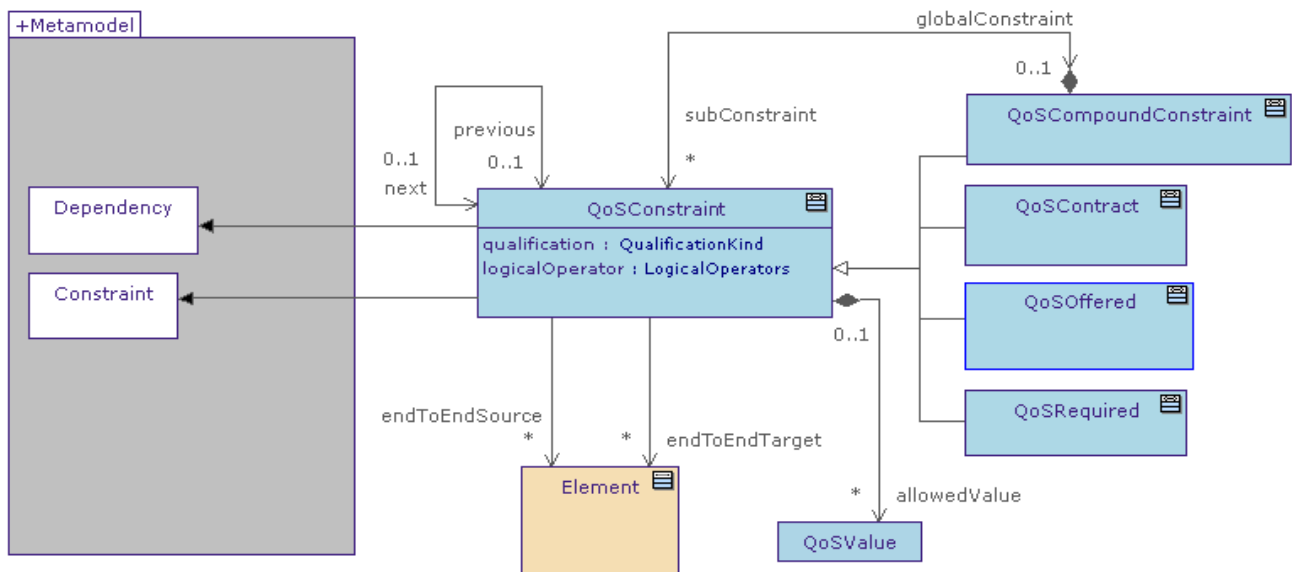 +Metamodel
globalConstraint
0..1
QoSCompoundConstraint
previous
0..1
0..1
next
subConstraint
*
Dependency
QoSConstraint
qualification : QualificationKind
logicalOperator : LogicalOperators
QoSContract
Constraint
QoSOffered
0..1
endToEndSource
*
*
endToEndTarget
QoSRequired
Element
*
allowedValue
QoSValue